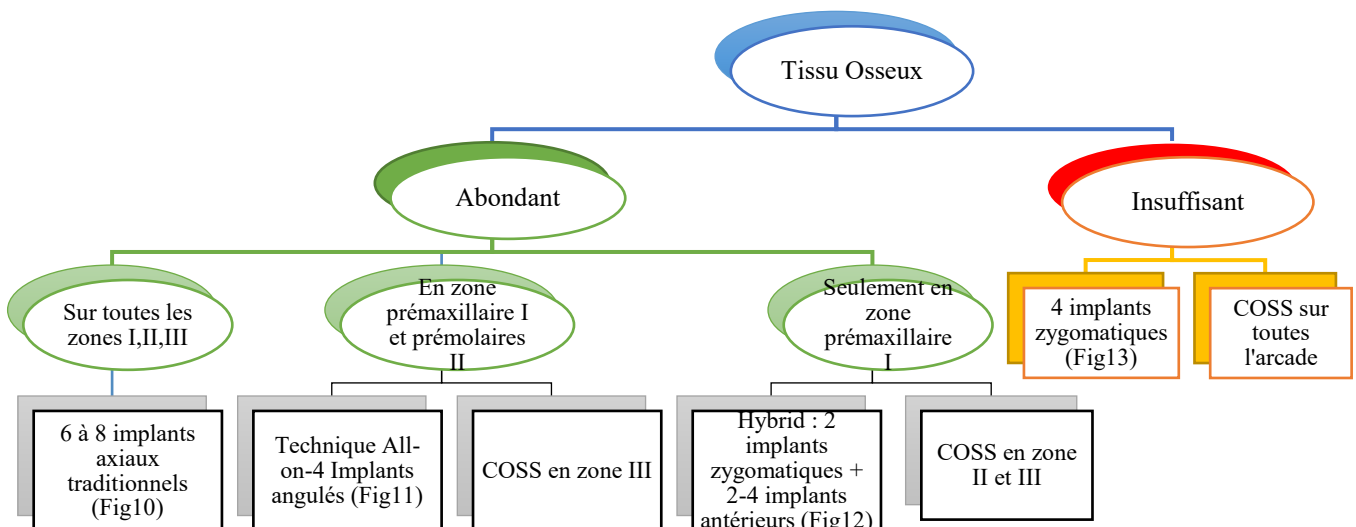 Tissu Osseux
Abondant
Insuffisant
Sur toutes les
zones I,II,III
En zone
prémaxillaire I
et prémolaires
II
Seulement en
zone
prémaxillaire
I
4 implants
zygomatiques
(Fig13)
COSS sur
toutes
l'arcade
6 à 8 implants
axiaux
traditionnels
(Fig10)
Technique All-
on-4 Implants
angulés (Fig11)
COSS en zone III
Hybrid : 2
implants
zygomatiques +
2-4 implants
antérieurs (Fig12)
COSS en zone
II et III